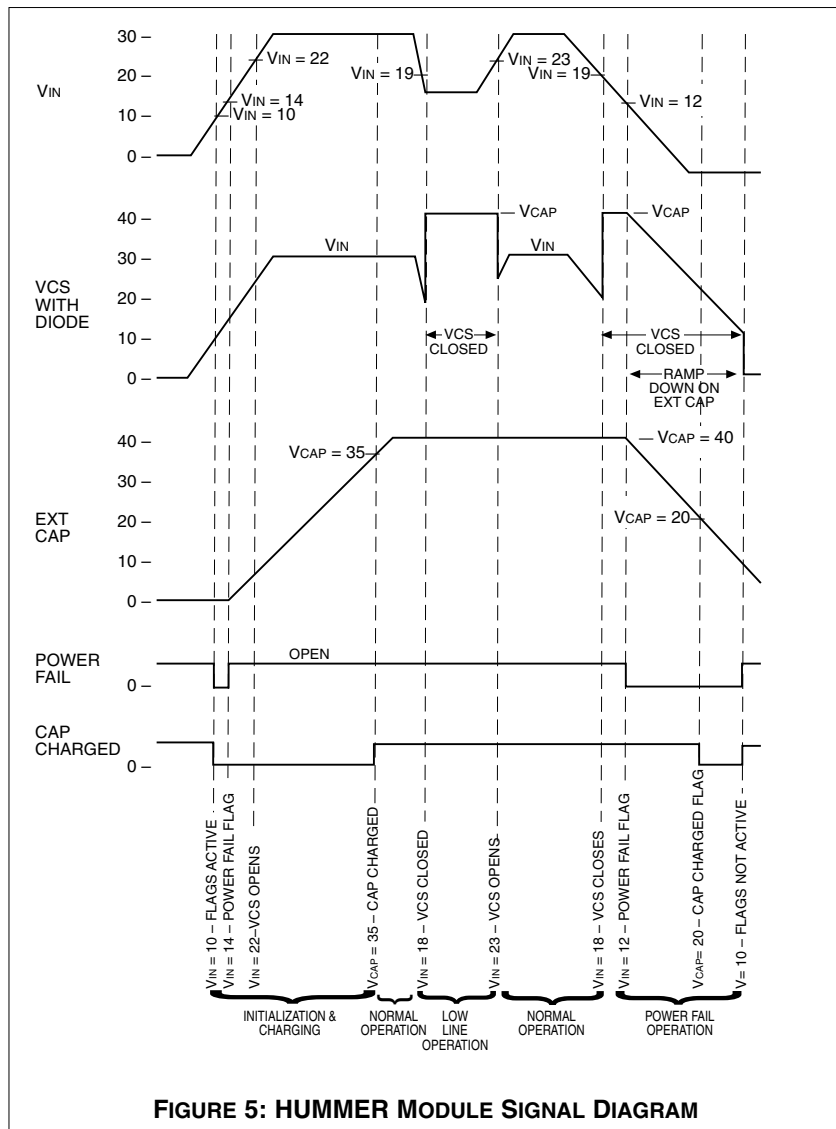 30 –
20 –
10 –
0 –
VIN
VIN = 22
VIN = 14
VIN = 10
VIN = 19
VIN = 23
VIN = 19
VIN = 12
40 –
30 –
20 –
10 –
0 –
VCS
WITH
DIODE
VIN
VCAP
VIN
VCAP
VCS
CLOSED
VCS
CLOSED
RAMP
DOWN ON
EXT CAP
40 –
30 –
20 –
10 –
0 –
EXT
CAP
VCAP = 35
VCAP = 40
VCAP = 20
POWER
FAIL
0 –
OPEN
CAP
CHARGED
0 –
VIN = 10 – FLAGS ACTIVE
VIN = 14 – POWER FAIL FLAG
VIN = 22–VCS OPENS
VCAP = 35 – CAP CHARGED
VIN = 18 – VCS CLOSED
VIN = 23 – VCS OPENS
VIN = 18 – VCS CLOSES
VIN = 12 – POWER FAIL FLAG
VCAP= 20 – CAP CHARGED FLAG
V= 10 – FLAGS NOT ACTIVE
INITIALIZATION &
CHARGING
NORMAL
OPERATION
LOW
LINE
OPERATION
NORMAL
OPERATION
POWER FAIL
OPERATION
FIGURE 5: HUMMER MODULE SIGNAL DIAGRAM